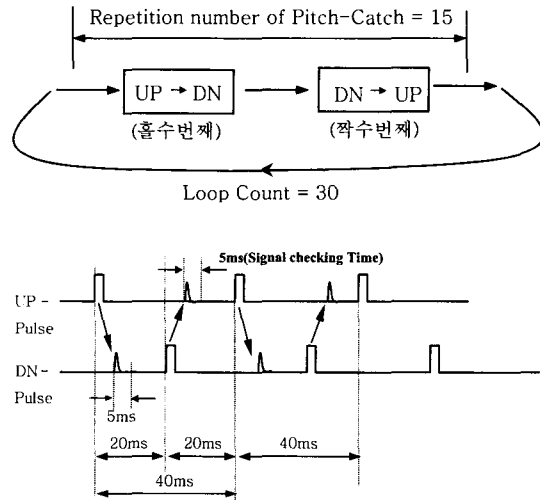 Repetition number of Pitch-Catch = 15
UP → DN
DN → UP
(홀수번째)
(짝수번째)
Loop Count = 30
5ms(Signal checking Time)
UP -
Pulse
DN -
Pulse
5ms
20ms
20ms
40ms
40ms